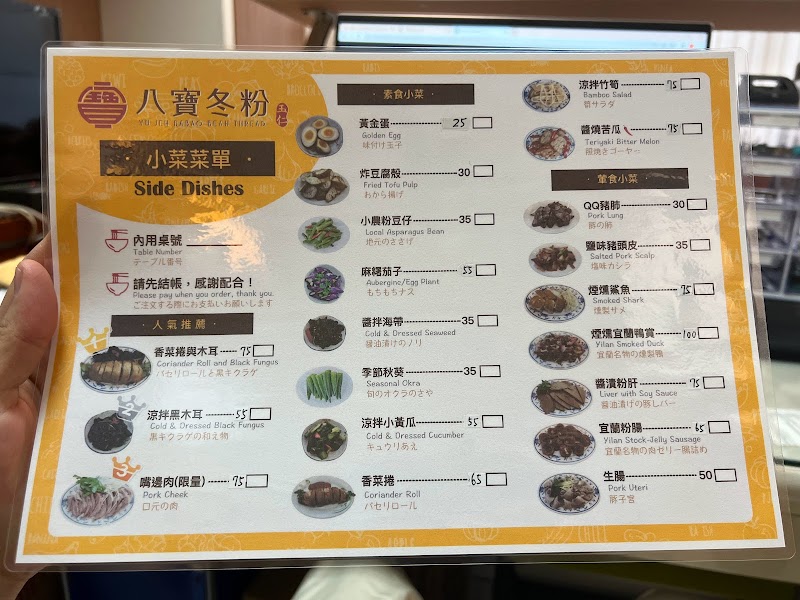 八寶冬粉
玉仁
YU JEN BABAO BEAN THREAD
· 小菜菜單 ·
Side Dishes
內用桌號
Table Number
テーブル番号
請先結帳，感謝配合！
Please pay when you order, thank you.
ご注文する際にお支払いお願いします
· 人氣推薦 ·
1
香菜捲與木耳 75
Coriander Roll and Black Fungus
パセリロールと黒キクラゲ
2
涼拌黑木耳 55
Cold & Dressed Black Fungus
黒キクラゲの和え物
3
嘴邊肉(限量) 75
Pork Cheek
口元の肉
· 素食小菜 ·
黃金蛋 25
Golden Egg
味付け玉子
炸豆腐殼 30
Fried Tofu Pulp
おから揚げ
小農粉豆仔 35
Local Asparagus Bean
地元のささげ
麻糬茄子 55
Aubergine/Egg Plant
もちもちナス
醬拌海帶 35
Cold & Dressed Seaweed
醤油漬けのノリ
季節秋葵 35
Seasonal Okra
旬のオクラのさや
涼拌小黃瓜 55
Cold & Dressed Cucumber
キュウリあえ
香菜捲 65
Coriander Roll
パセリロール
涼拌竹筍 75
Bamboo Salad
筍サラダ
醬燒苦瓜 75
Teriyaki Bitter Melon
照焼きゴーヤー
· 葷食小菜 ·
QQ豬肺 30
Pork Lung
豚の肺
鹽味豬頭皮 35
Salted Pork Scalp
塩味カシラ
煙燻鯊魚 75
Smoked Shark
燻製サメ
煙燻宜蘭鴨賞 100
Yilan Smoked Duck
宜蘭名物の燻製鴨
醬漬粉肝 75
Liver with Soy Sauce
醤油漬けの豚レバー
宜蘭粉腸 65
Yilan Stock-Jelly Sausage
宜蘭名物の肉ゼリー腸詰め
生腸 50
Pork Uteri
豚子宮